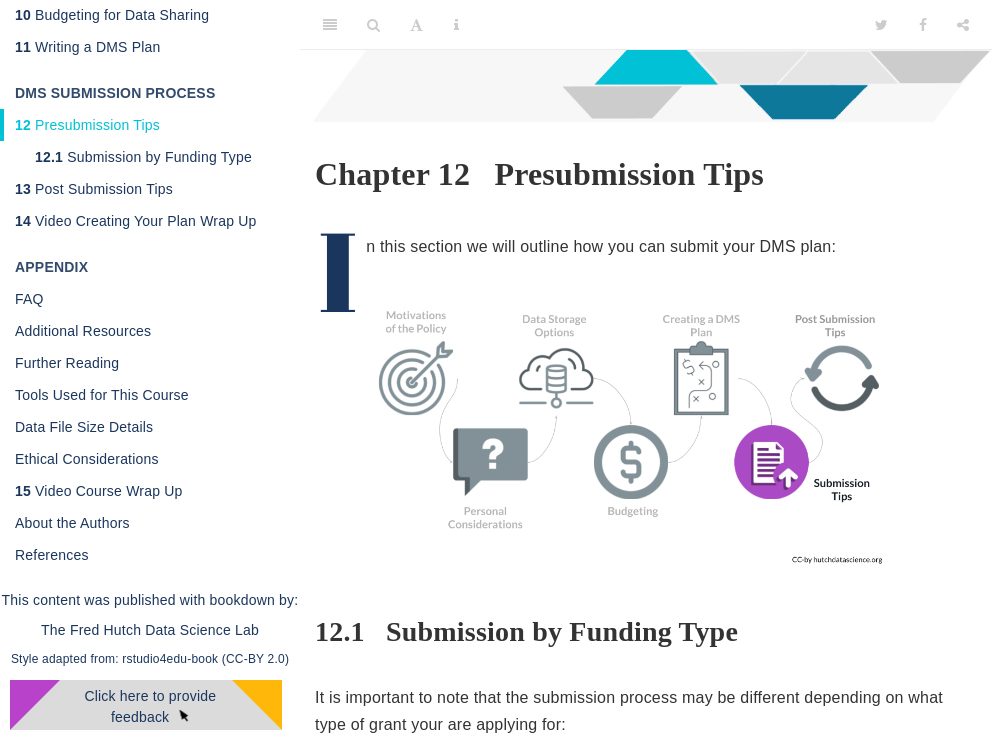 10 Budgeting for Data Sharing
11 Writing a DMS Plan
DMS SUBMISSION PROCESS
12 Presubmission Tips
12.1 Submission by Funding Type
13 Post Submission Tips
14 Video Creating Your Plan Wrap Up
APPENDIX
FAQ
Additional Resources
Further Reading
Tools Used for This Course
Data File Size Details
Ethical Considerations
15 Video Course Wrap Up
About the Authors
References
This content was published with bookdown by:
The Fred Hutch Data Science Lab
Style adapted from: rstudio4edu-book (CC-BY 2.0)
Click here to provide
feedback
Chapter 12 Presubmission Tips
In this section we will outline how you can submit your DMS plan:
Motivations
of the Policy
Data Storage
Options
Creating a DMS
Plan
Post Submission
Tips
Personal
Considerations
Budgeting
Submission
Tips
CC-by hutchdatascience.org
12.1 Submission by Funding Type
It is important to note that the submission process may be different depending on what
type of grant your are applying for: